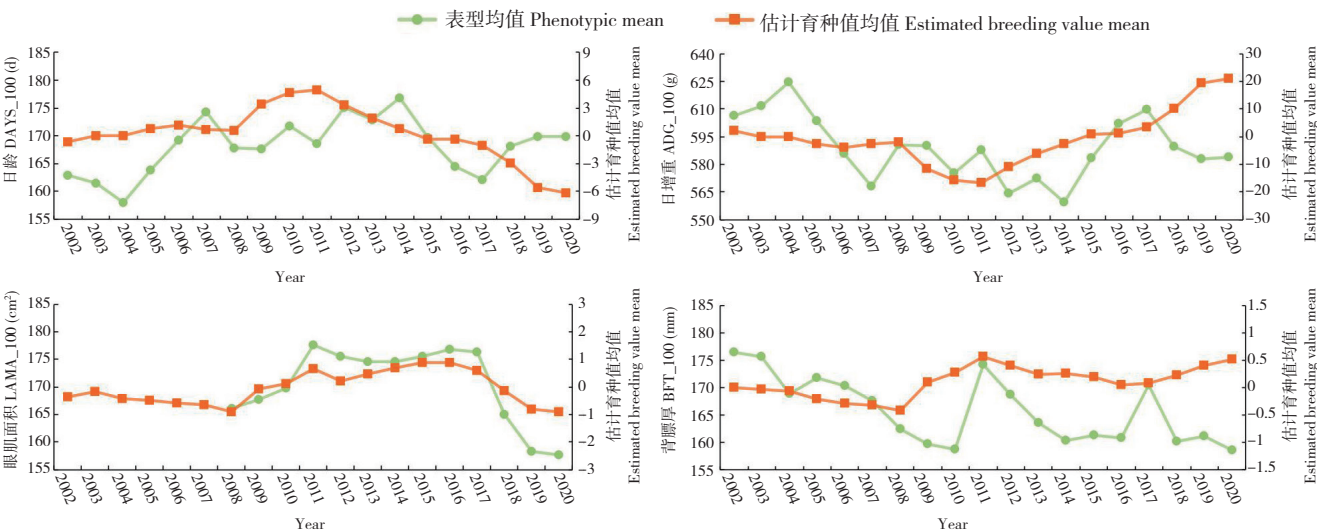 表型均值 Phenotypic mean
估计育种值均值 Estimated breeding value mean
日龄 DAYS_100 (d)
185
180
175
170
165
160
155
9
6
3
0
-3
-6
-9
估计育种值均值
Estimated breeding value mean
2002 2003 2004 2005 2006 2007 2008 2009 2010 2011 2012 2013 2014 2015 2016 2017 2018 2019 2020
Year
日增重 ADG_100 (g)
640
625
610
595
580
565
550
30
20
10
0
-10
-20
-30
估计育种值均值
Estimated breeding value mean
2002 2003 2004 2005 2006 2007 2008 2009 2010 2011 2012 2013 2014 2015 2016 2017 2018 2019 2020
Year
眼肌面积 LAMA_100 (cm²)
185
180
175
170
165
160
155
3
2
1
0
-1
-2
-3
估计育种值均值
Estimated breeding value mean
2002 2003 2004 2005 2006 2007 2008 2009 2010 2011 2012 2013 2014 2015 2016 2017 2018 2019 2020
Year
背膘厚 BFT_100 (mm)
185
180
175
170
165
160
155
1.5
1
0.5
0
-0.5
-1
-1.5
估计育种值均值
Estimated breeding value mean
2002 2003 2004 2005 2006 2007 2008 2009 2010 2011 2012 2013 2014 2015 2016 2017 2018 2019 2020
Year